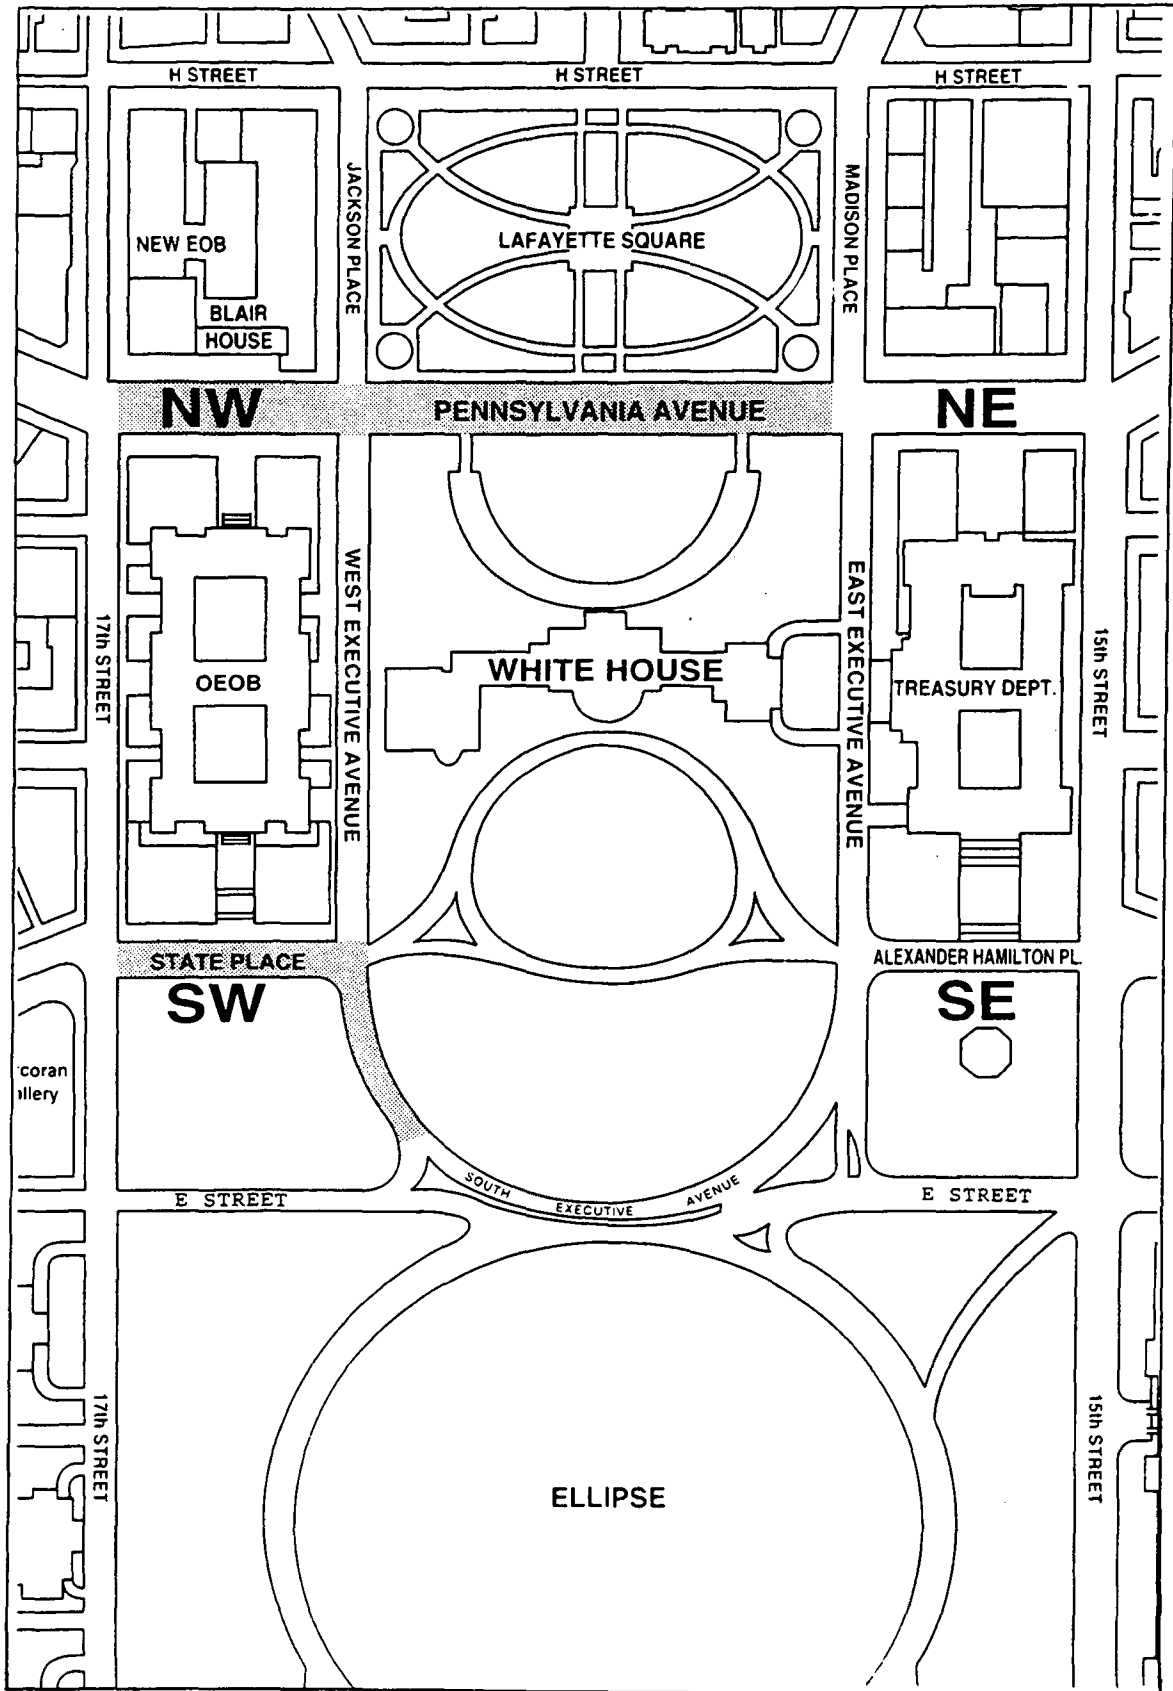 H STREET
H STREET
H STREET
JACKSON PLACE
MADISON PLACE
NEW EOB
LAFAYETTE SQUARE
BLAIR
HOUSE
NW
PENNSYLVANIA AVENUE
NE
17th STREET
WEST EXECUTIVE AVENUE
EAST EXECUTIVE AVENUE
15th STREET
OEOB
WHITE HOUSE
TREASURY DEPT.
STATE PLACE
ALEXANDER HAMILTON PL.
SW
SE
coran
allery
E STREET
SOUTH EXECUTIVE AVENUE
E STREET
17th STREET
15th STREET
ELLIPSE